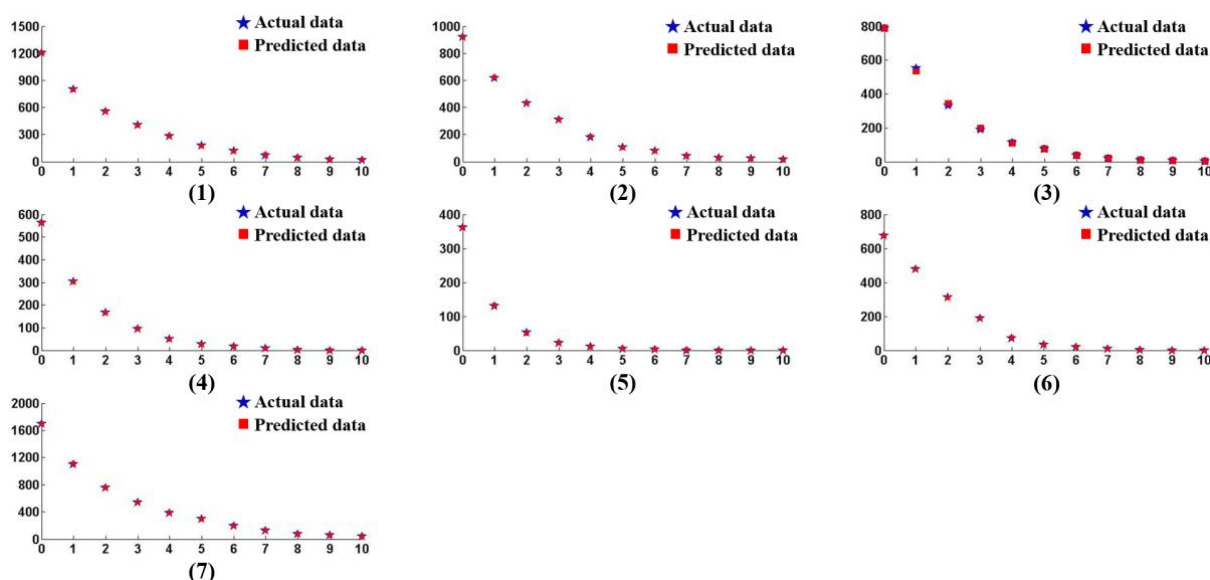 Actual data
Predicted data
1500
1200
900
600
300
0
0 1 2 3 4 5 6 7 8 9 10
(1)
Actual data
Predicted data
1000
800
600
400
200
0
0 1 2 3 4 5 6 7 8 9 10
(2)
Actual data
Predicted data
800
600
400
200
0
0 1 2 3 4 5 6 7 8 9 10
(3)
Actual data
Predicted data
600
500
400
300
200
100
0
0 1 2 3 4 5 6 7 8 9 10
(4)
Actual data
Predicted data
400
300
200
100
0
0 1 2 3 4 5 6 7 8 9 10
(5)
Actual data
Predicted data
800
600
400
200
0
0 1 2 3 4 5 6 7 8 9 10
(6)
Actual data
Predicted data
2000
1600
1200
800
400
0
0 1 2 3 4 5 6 7 8 9 10
(7)